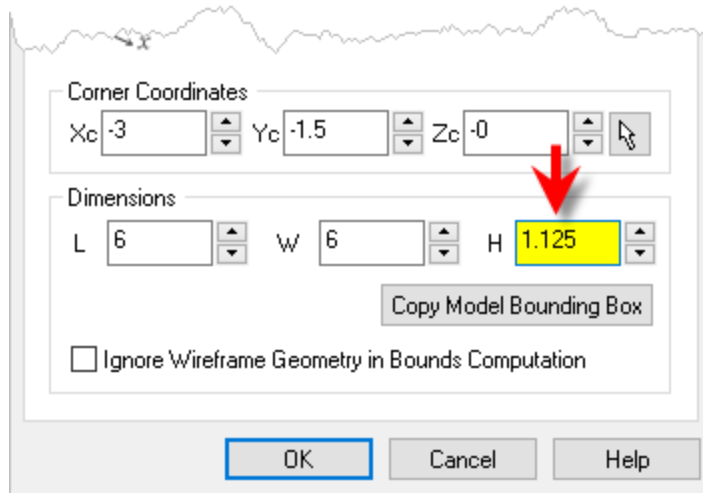 x
Corner Coordinates
Xc -3 Yc -1.5 Zc -0
Dimensions
L 6 W 6 H 1.125
Copy Model Bounding Box
Ignore Wireframe Geometry in Bounds Computation
OK Cancel Help